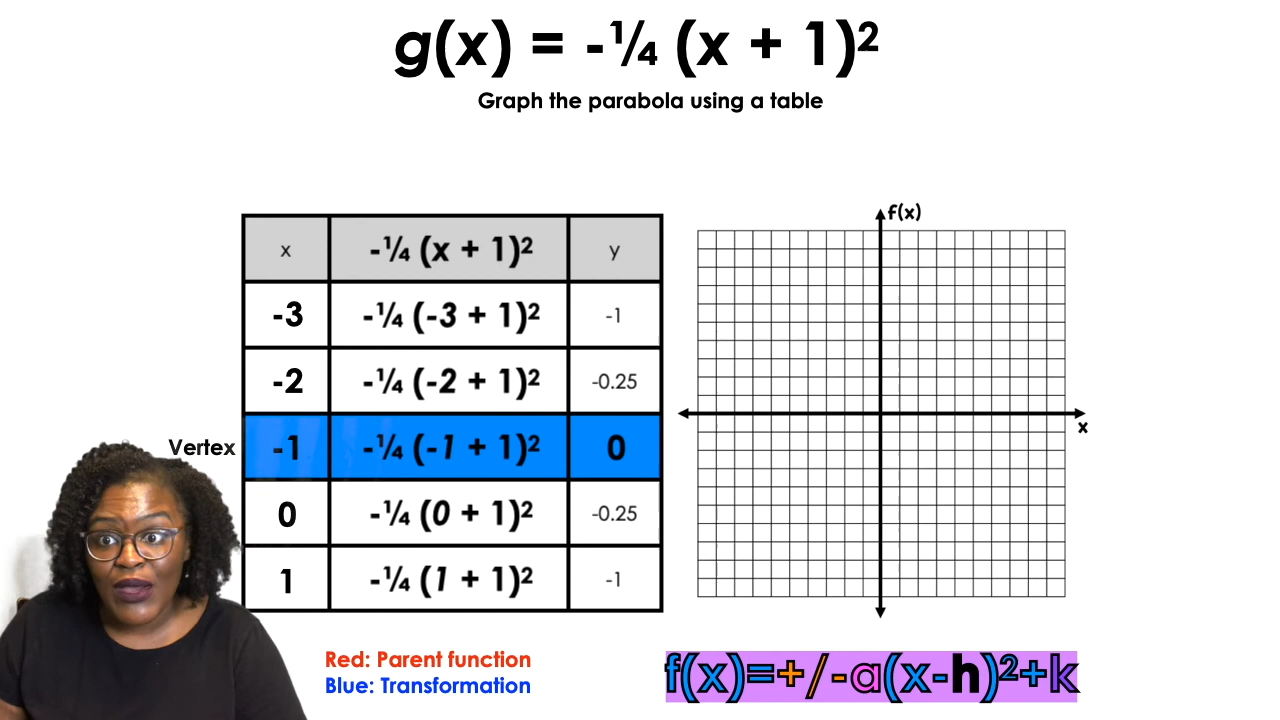 g(x) = -¼ (x + 1)²
Graph the parabola using a table
f(x)
x -¼ (x + 1)² y
-3 -¼ (-3 + 1)² -1
-2 -¼ (-2 + 1)² -0.25
x
Vertex -1 -¼ (-1 + 1)² 0
0 -¼ (0 + 1)² -0.25
1 -¼ (1 + 1)² -1
Red: Parent function
Blue: Transformation
f(x)=+/-a(x-h)²+k